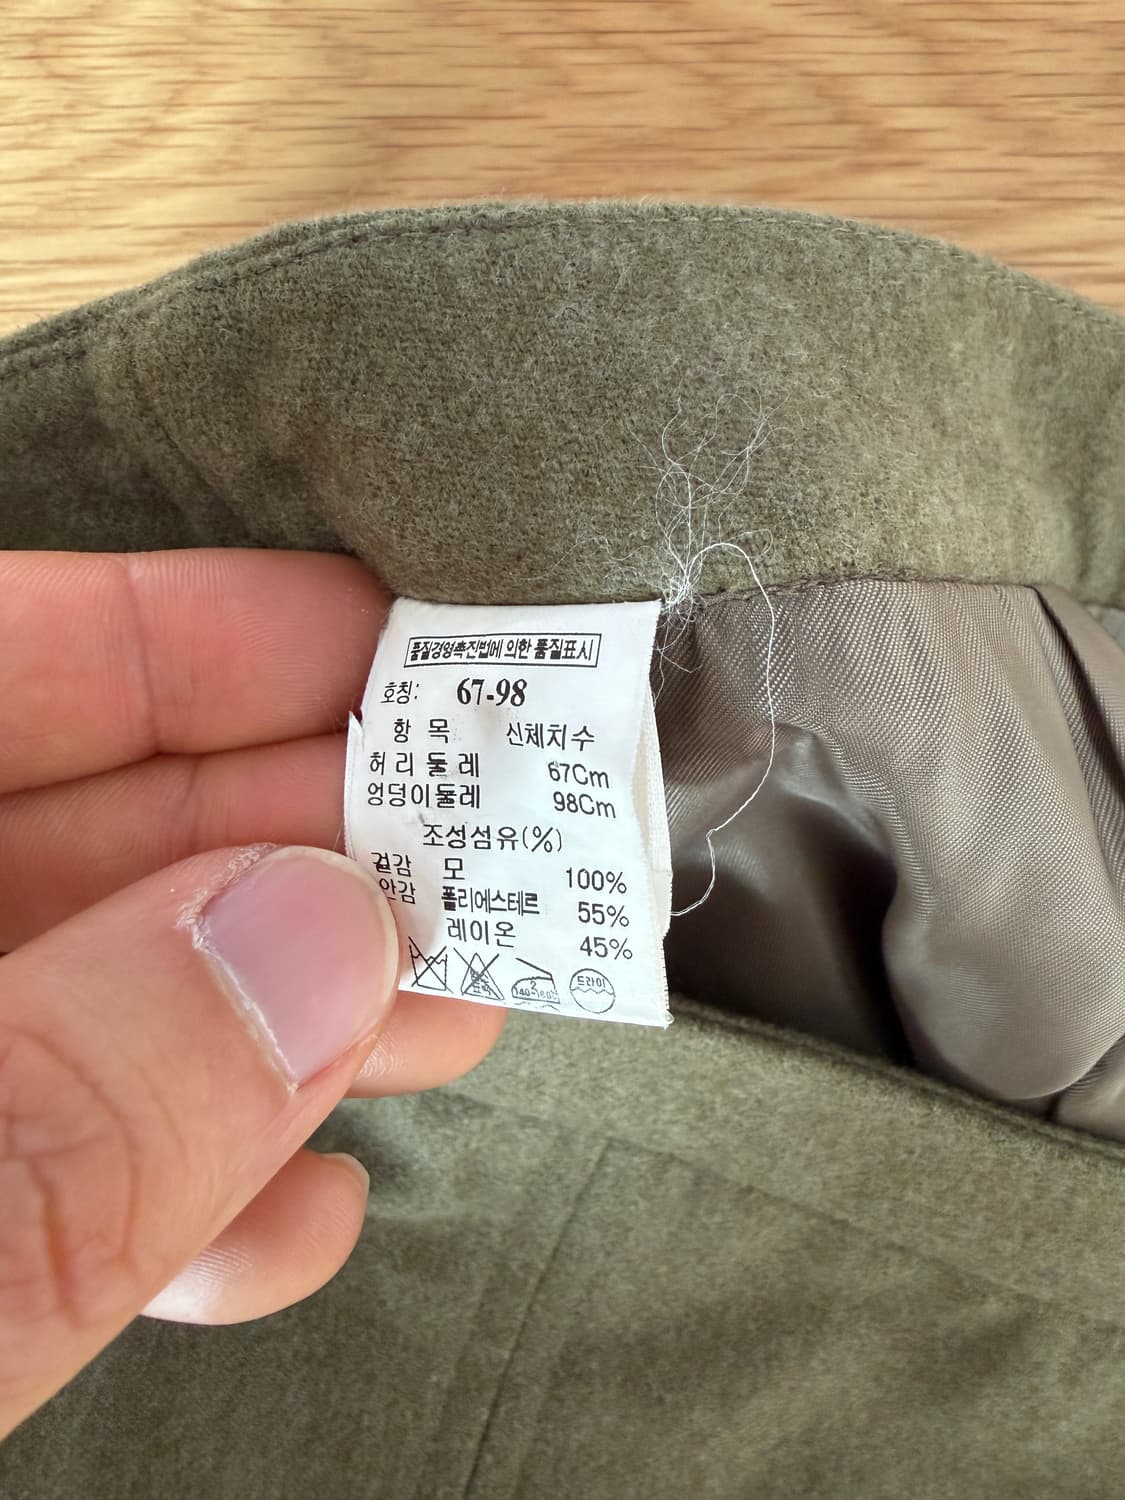 품질경영촉진법에 의한 품질표시
호칭: 67-98
항 목 신체치수
허 리 둘 레 67Cm
엉덩이둘레 98Cm
조성섬유(%)
겉감 모 100%
안감 폴리에스테르 55%
레이온 45%
2
140~160℃
드라이